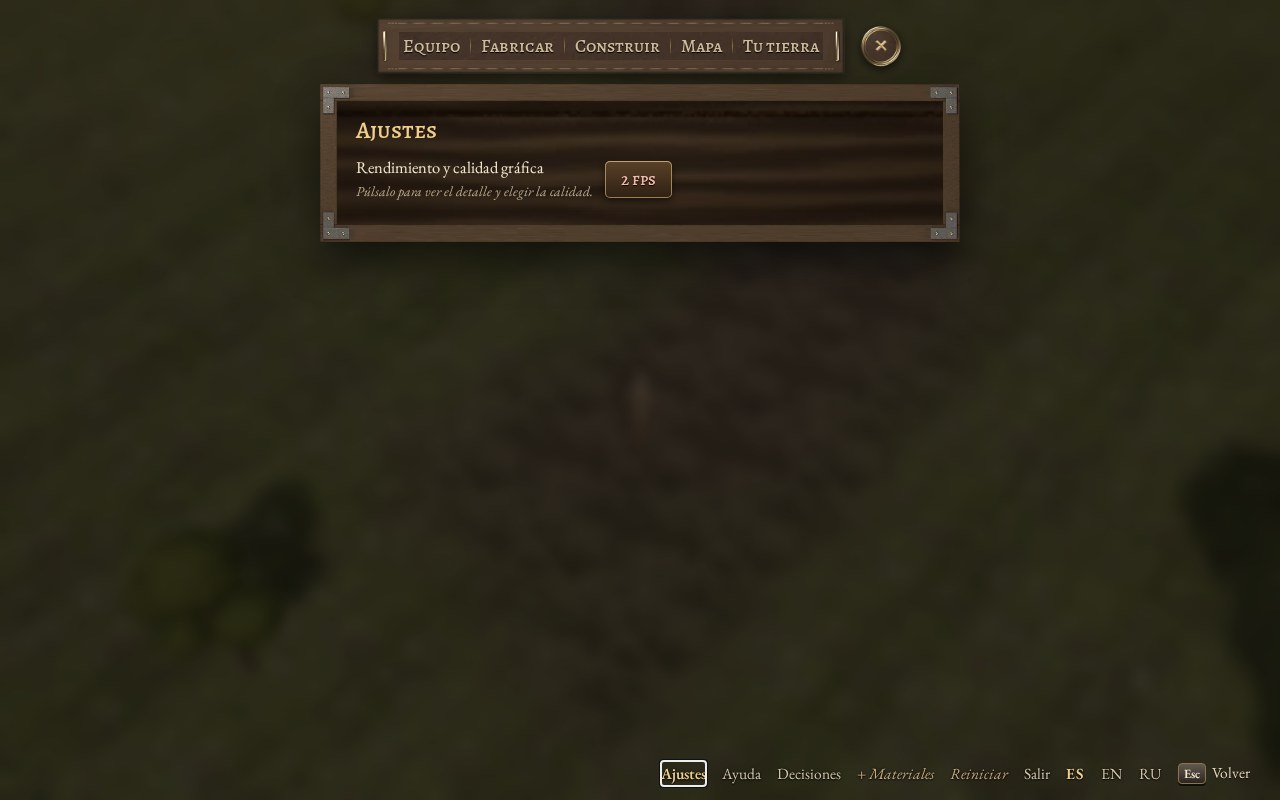 Equipo Fabricar Construir Mapa Tu tierra ×
Ajustes
Rendimiento y calidad gráfica
Púlsalo para ver el detalle y elegir la calidad.
2 FPS
Ajustes Ayuda Decisiones + Materiales Reiniciar Salir ES EN RU Esc Volver